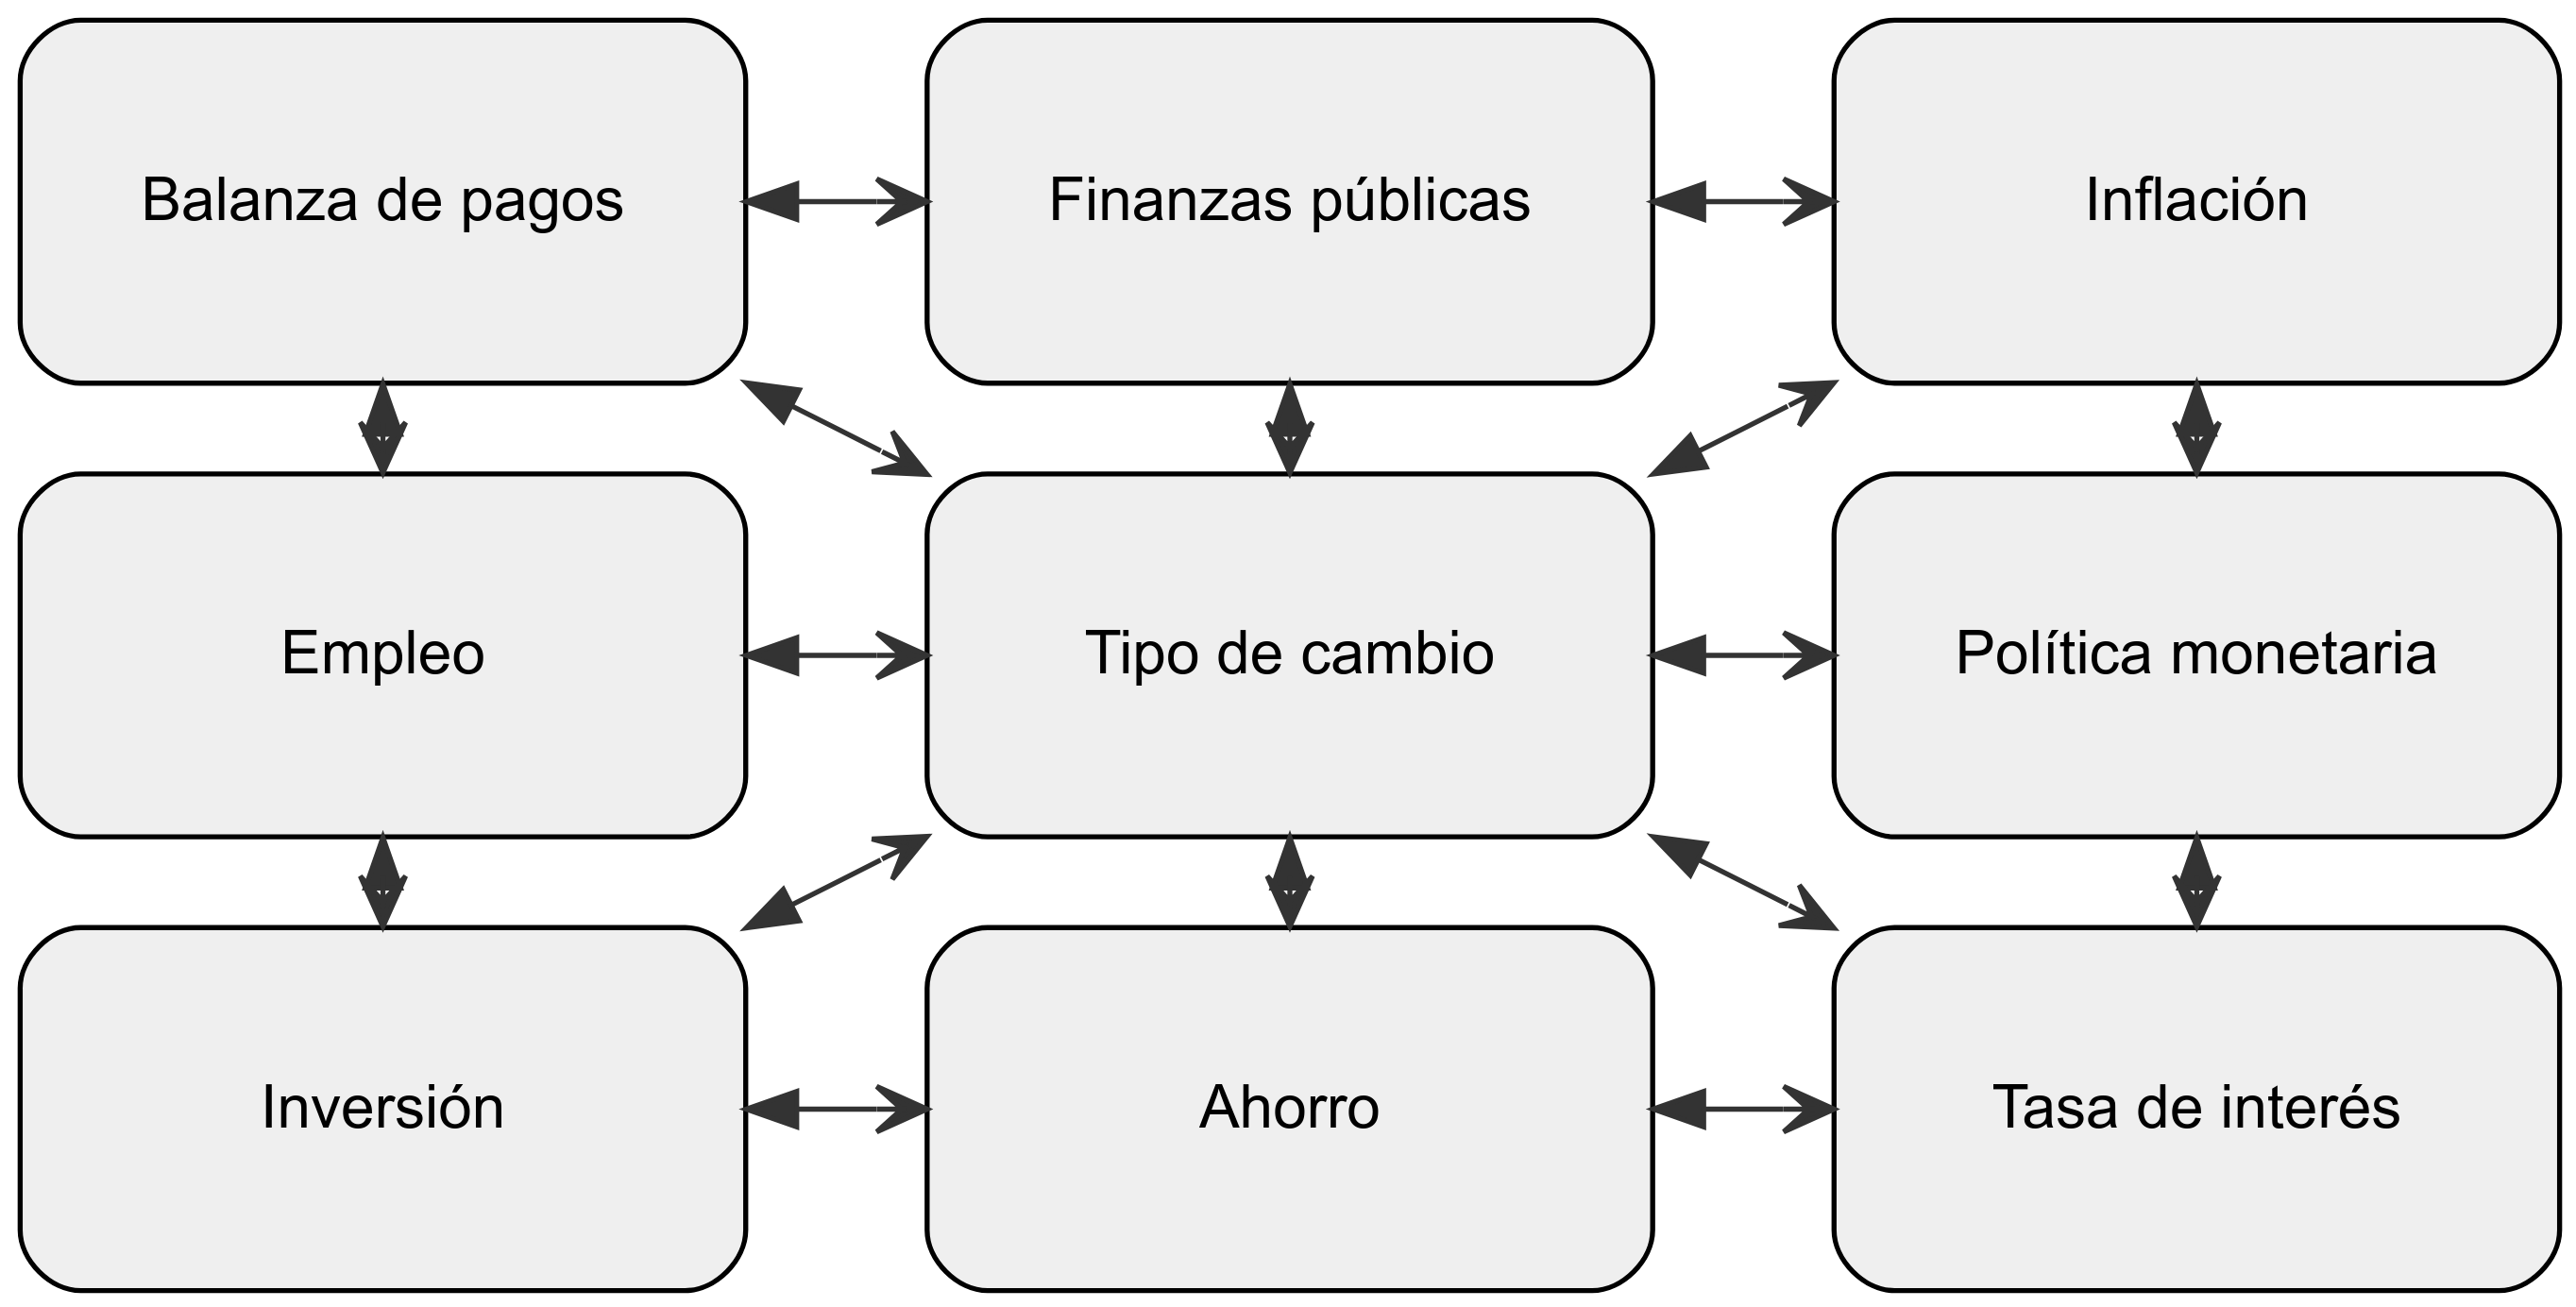 Balanza de pagos
Finanzas públicas
Inflación
Empleo
Tipo de cambio
Política monetaria
Inversión
Ahorro
Tasa de interés